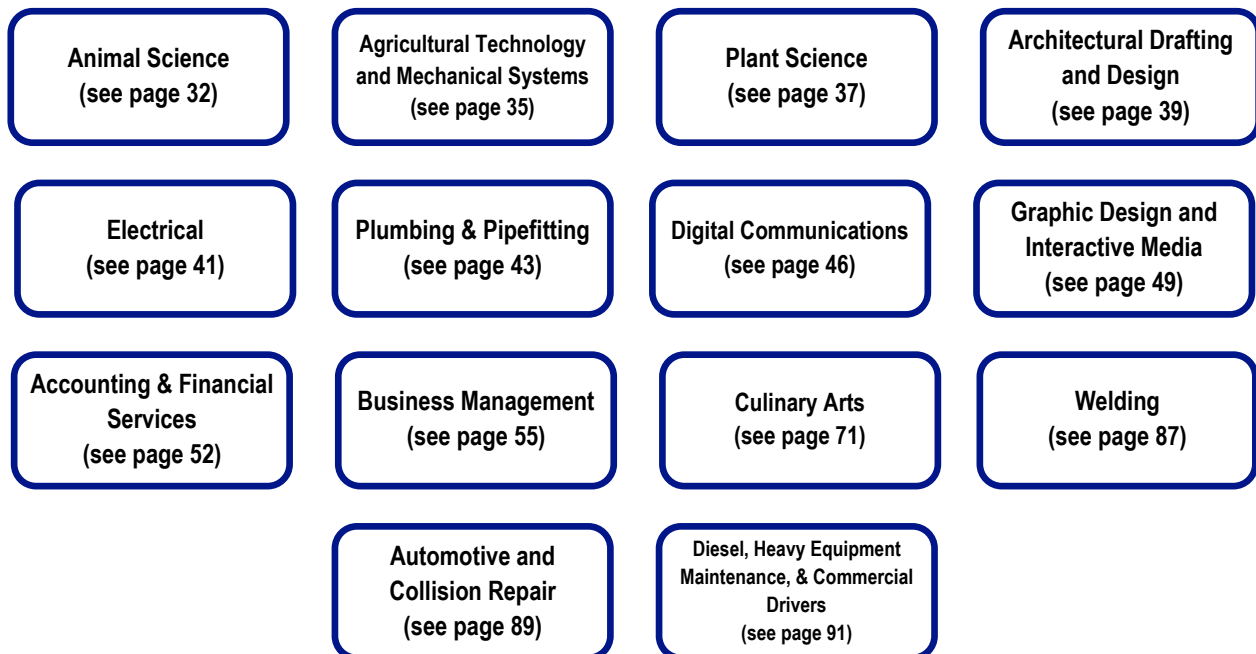 Animal Science
(see page 32)
Agricultural Technology
and Mechanical Systems
(see page 35)
Plant Science
(see page 37)
Architectural Drafting
and Design
(see page 39)
Electrical
(see page 41)
Plumbing & Pipefitting
(see page 43)
Digital Communications
(see page 46)
Graphic Design and
Interactive Media
(see page 49)
Accounting & Financial
Services
(see page 52)
Business Management
(see page 55)
Culinary Arts
(see page 71)
Welding
(see page 87)
Automotive and
Collision Repair
(see page 89)
Diesel, Heavy Equipment
Maintenance, & Commercial
Drivers
(see page 91)